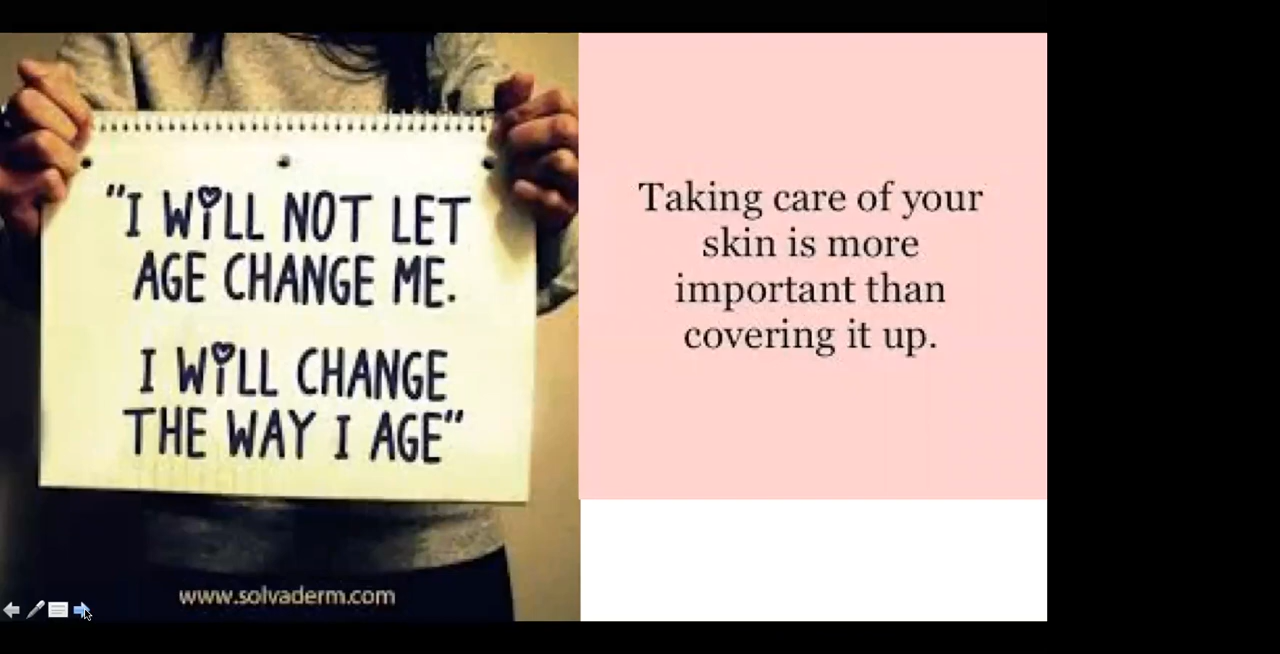 "I WILL NOT LET
AGE CHANGE ME.
I WILL CHANGE
THE WAY I AGE"
www.solvaderm.com
Taking care of your
skin is more
important than
covering it up.